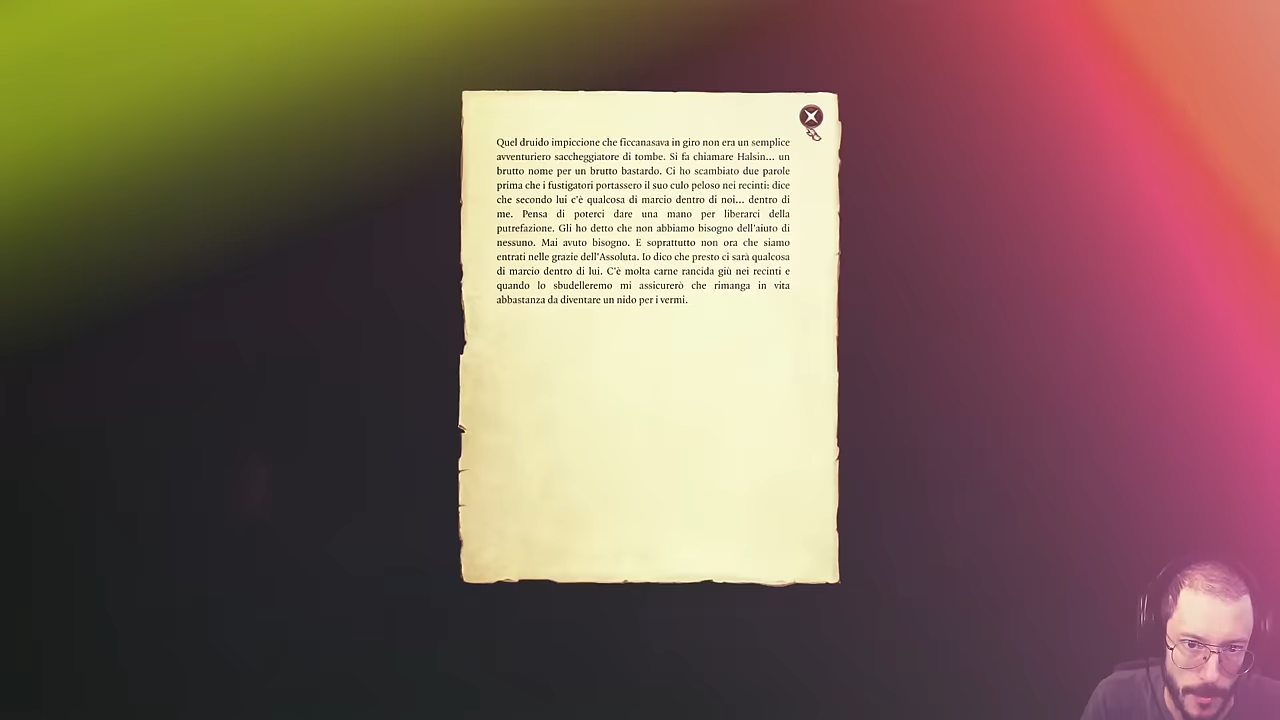 Quel druido impiccione che ficcanasava in giro non era un semplice
avventuriero saccheggiatore di tombe. Si fa chiamare Halsin... un
brutto nome per un brutto bastardo. Ci ho scambiato due parole
prima che i fustigatori portassero il suo culo peloso nei recinti: dice
che secondo lui c'è qualcosa di marcio dentro di noi... dentro di
me. Pensa di poterci dare una mano per liberarci della
putrefazione. Gli ho detto che non abbiamo bisogno dell'aiuto di
nessuno. Mai avuto bisogno. E soprattutto non ora che siamo
entrati nelle grazie dell'Assoluta. Io dico che presto ci sarà qualcosa
di marcio dentro di lui. C'è molta carne rancida giù nei recinti e
quando lo sbudelleremo mi assicurerò che rimanga in vita
abbastanza da diventare un nido per i vermi.